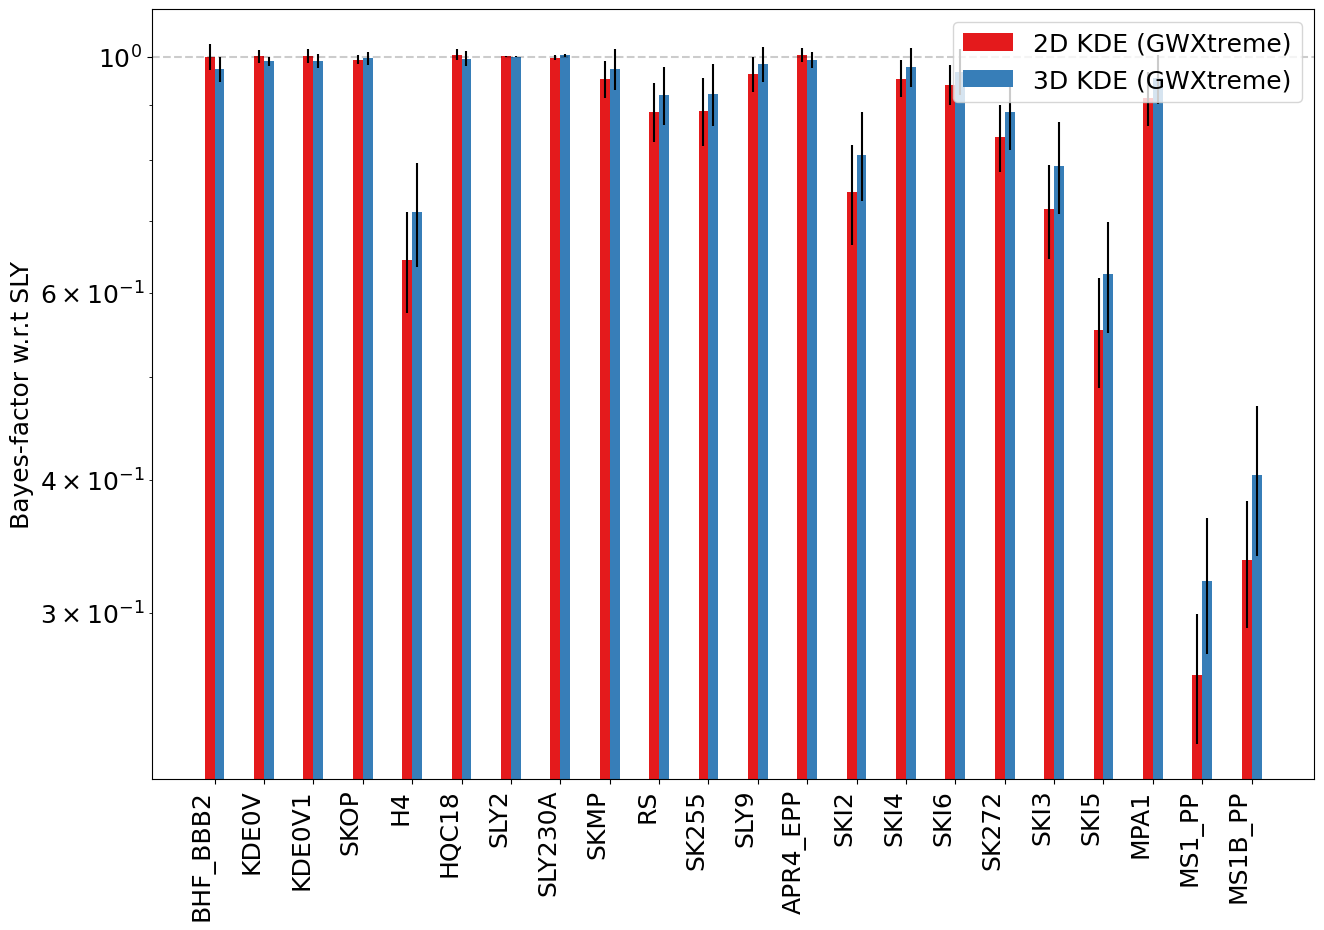 10^0
6 × 10^-1
4 × 10^-1
3 × 10^-1
Bayes-factor w.r.t SLY
2D KDE (GWXtreme)
3D KDE (GWXtreme)
BHF_BBB2
KDE0V
KDE0V1
SKOP
H4
HQC18
SLY2
SLY230A
SKMP
RS
SK255
SLY9
APR4_EPP
SKI2
SKI4
SKI6
SK272
SKI3
SKI5
MPA1
MS1_PP
MS1B_PP